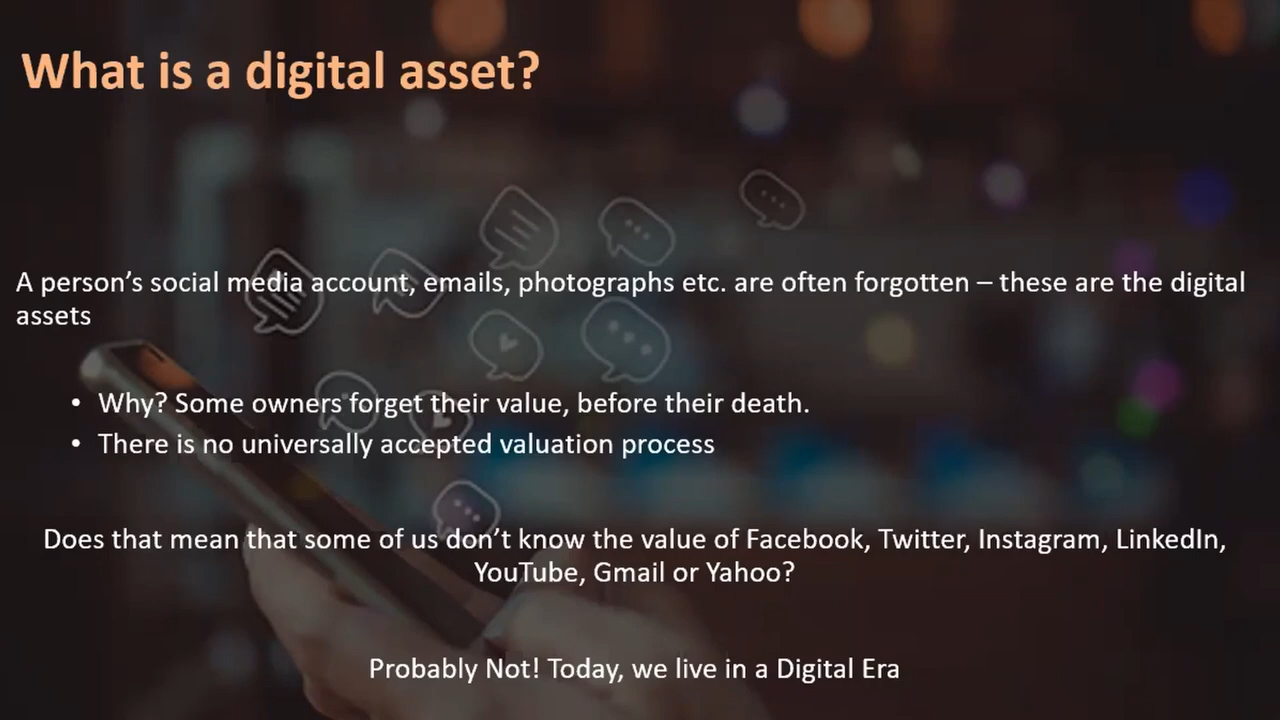 What is a digital asset?
A person’s social media account, emails, photographs etc. are often forgotten – these are the digital
assets
• Why? Some owners forget their value, before their death.
• There is no universally accepted valuation process
Does that mean that some of us don’t know the value of Facebook, Twitter, Instagram, LinkedIn,
YouTube, Gmail or Yahoo?
Probably Not! Today, we live in a Digital Era